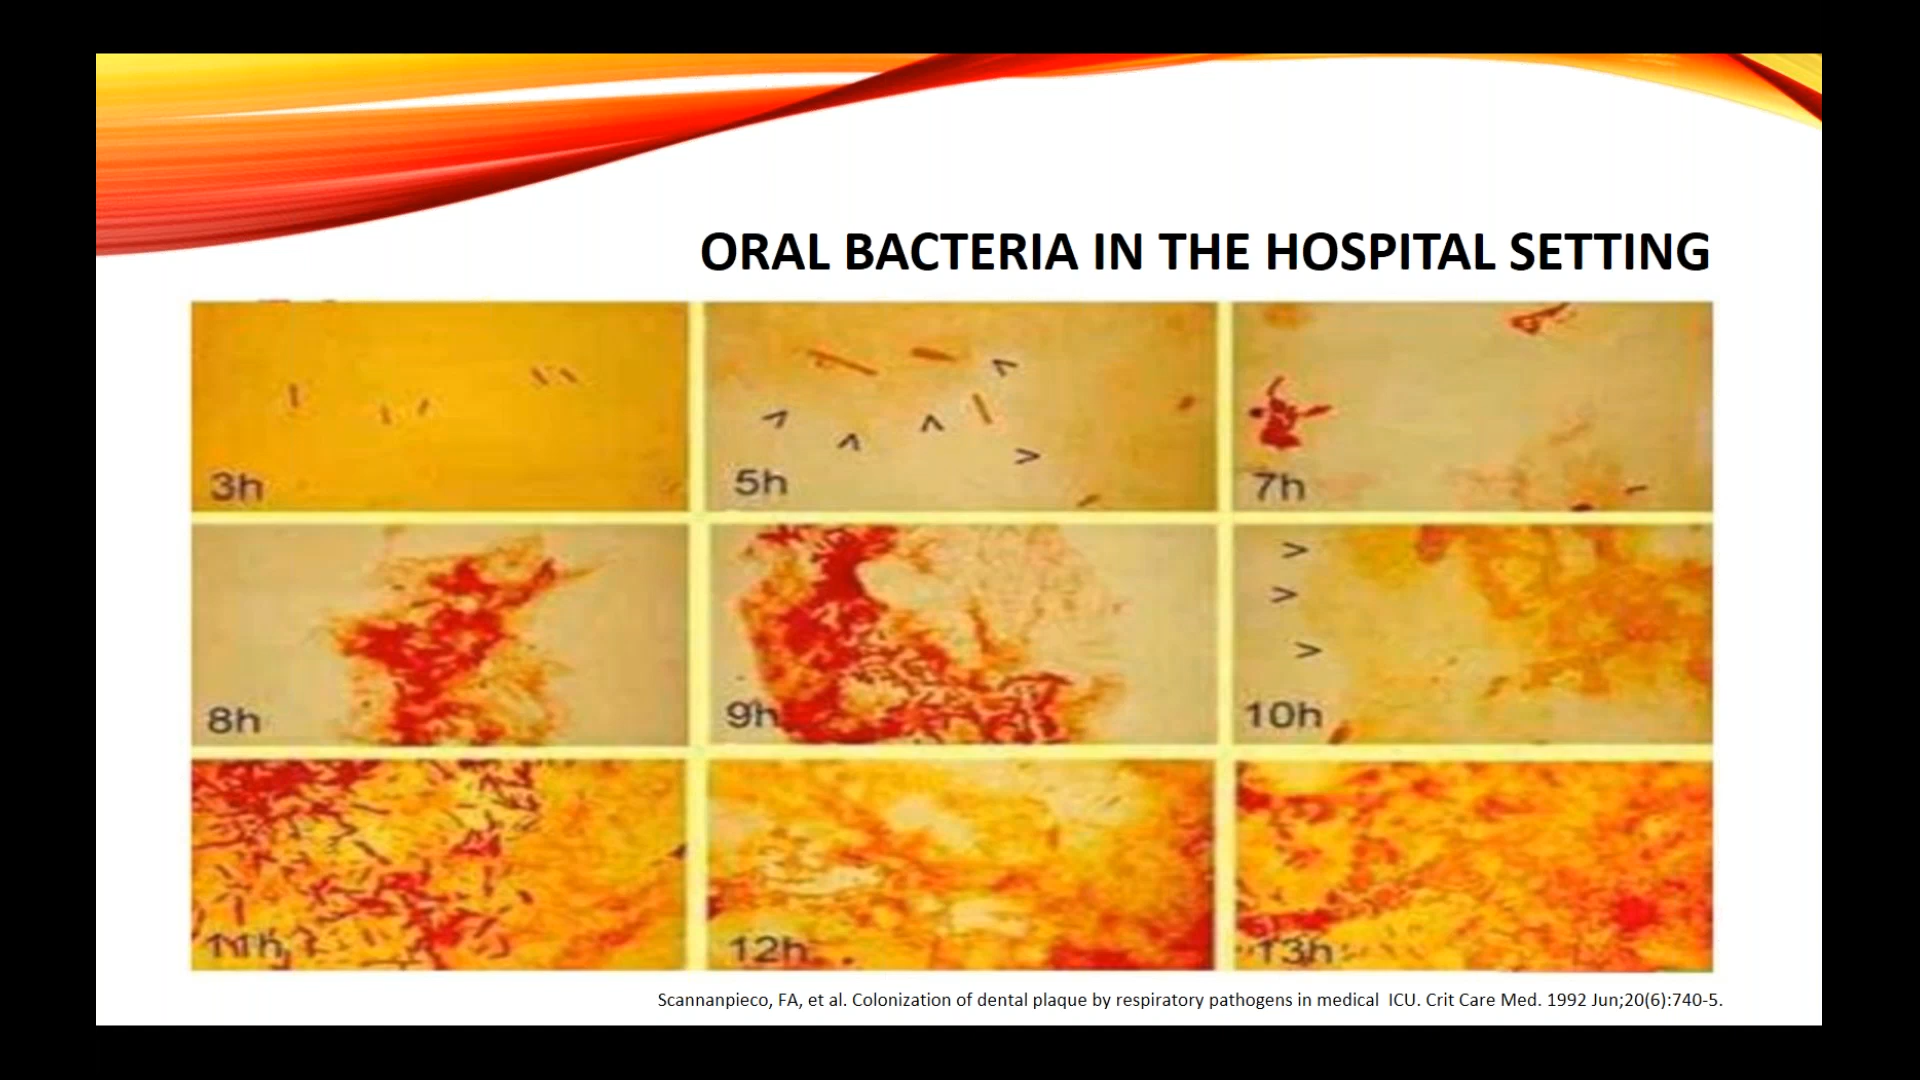 ORAL BACTERIA IN THE HOSPITAL SETTING
3h
5h
7h
8h
9h
10h
11h
12h
13h
Scannanpieco, FA, et al. Colonization of dental plaque by respiratory pathogens in medical ICU. Crit Care Med. 1992 Jun;20(6):740-5.